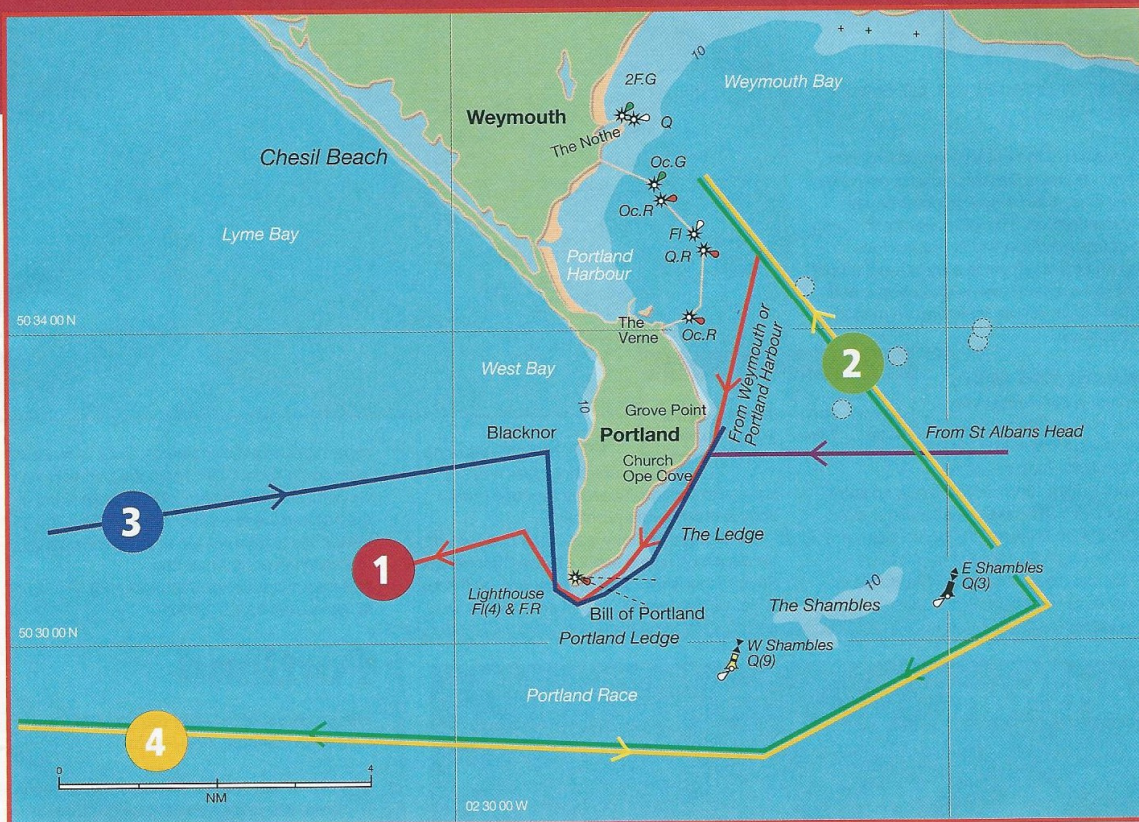 10
Weymouth Bay
2F.G
Weymouth
Q
The Nothe
Chesil Beach
Oc.G
Oc.R
Lyme Bay
Fl
Q.R
Portland
Harbour
50 34 00 N
The
Verne
Oc.R
From Weymouth or
Portland Harbour
West Bay
2
10
Grove Point
Blacknor
Portland
From St Albans Head
Church
Ope Cove
3
The Ledge
1
E Shambles
Q(3)
10
Lighthouse
Fl(4) & F.R
The Shambles
Bill of Portland
50 30 00 N
Portland Ledge
W Shambles
Q(9)
Portland Race
4
0
4
NM
02 30 00 W